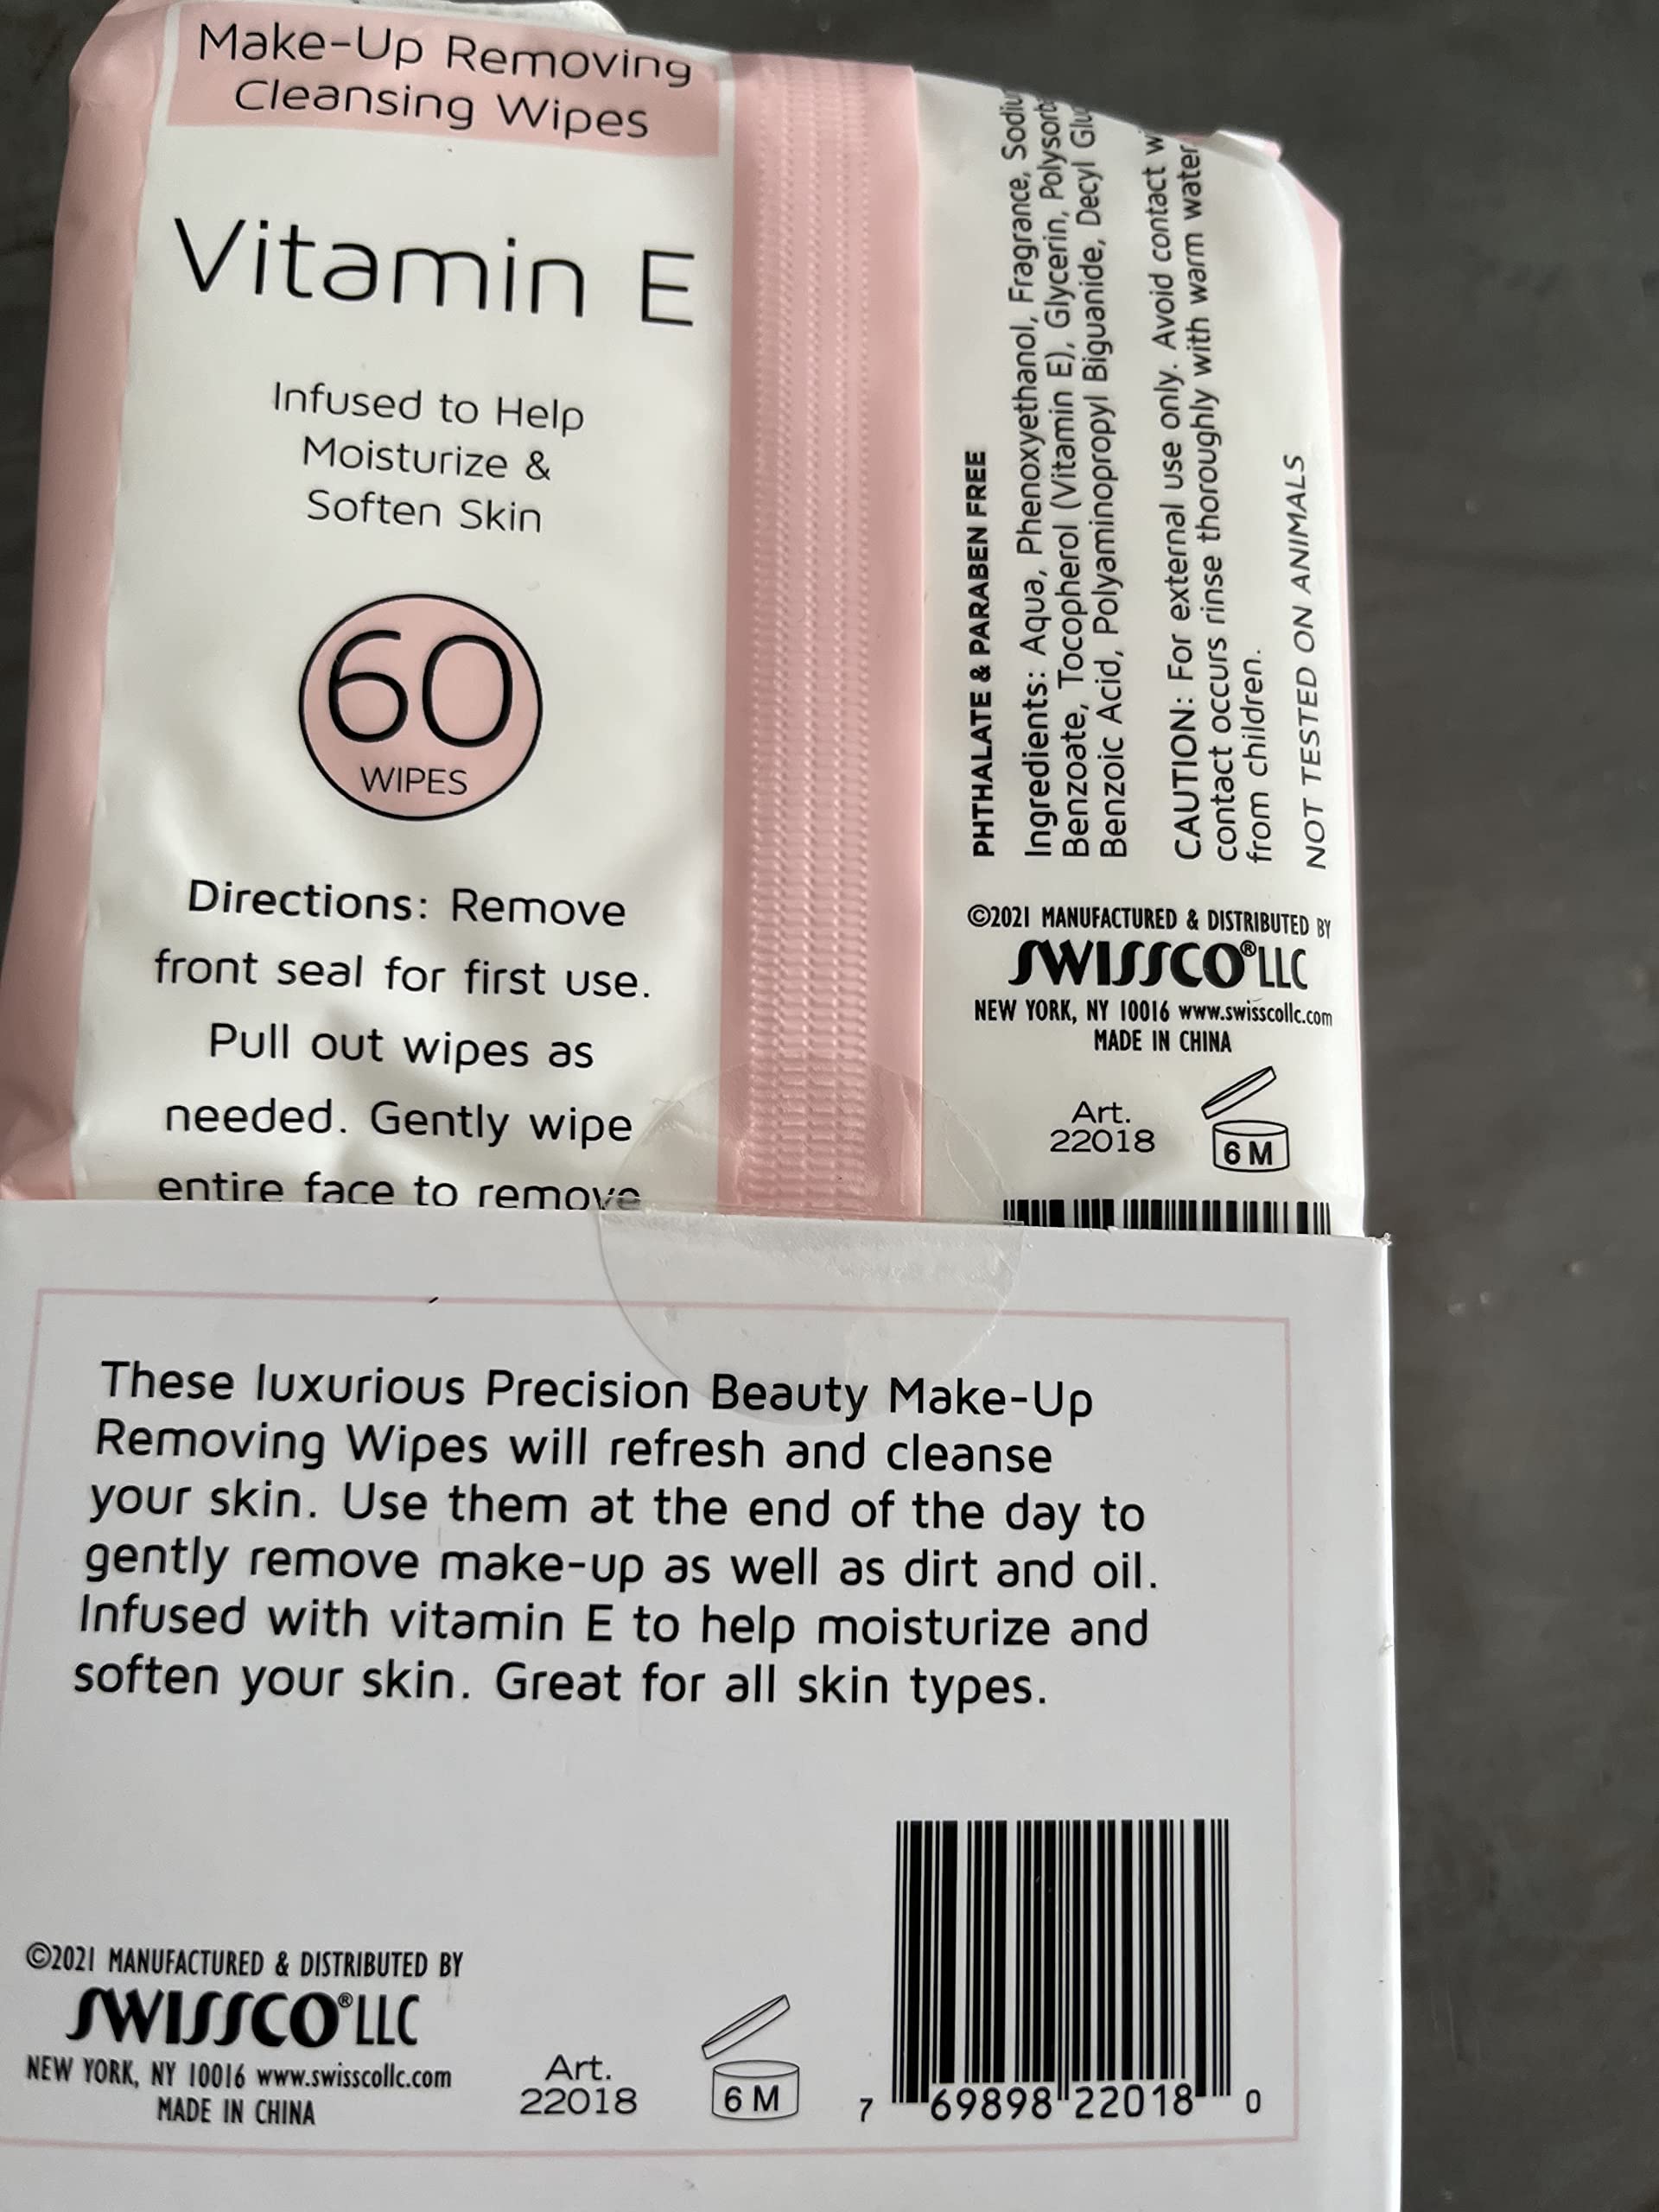 Make-Up Removing
Cleansing Wipes
Vitamin E
Infused to Help
Moisturize &
Soften Skin
60
WIPES
Directions: Remove
front seal for first use.
Pull out wipes as
needed. Gently wipe
entire face to remove
PHTHALATE & PARABEN FREE
Ingredients: Aqua, Phenoxyethanol, Fragrance,
Benzoate, Tocopherol (Vitamin E), Glycerin,
Benzoic Acid, Polyaminopropyl Biguanide, Decyl
CAUTION: For external use only. Avoid contact
contact occurs rinse thoroughly with warm water
from children.
NOT TESTED ON ANIMALS
©2021 MANUFACTURED & DISTRIBUTED BY
SWISSCO® LLC
NEW YORK, NY 10016 www.swisscollc.com
MADE IN CHINA
Art.
22018
6 M
These luxurious Precision Beauty Make-Up
Removing Wipes will refresh and cleanse
your skin. Use them at the end of the day to
gently remove make-up as well as dirt and oil.
Infused with vitamin E to help moisturize and
soften your skin. Great for all skin types.
©2021 MANUFACTURED & DISTRIBUTED BY
SWISSCO® LLC
NEW YORK, NY 10016 www.swisscollc.com
MADE IN CHINA
Art.
22018
6 M
7 69898 22018 0